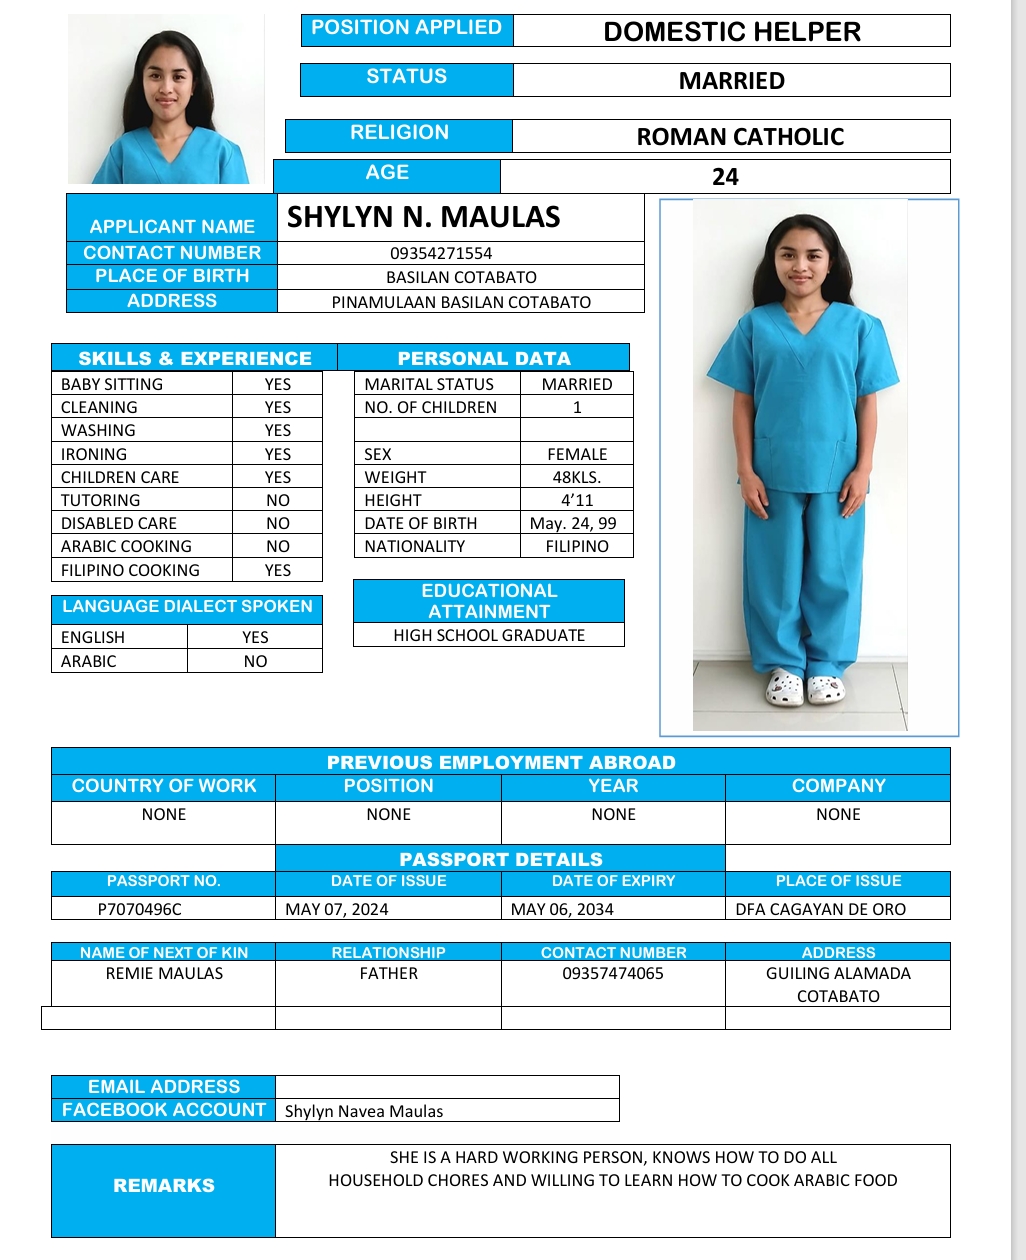 POSITION APPLIED DOMESTIC HELPER
STATUS MARRIED
RELIGION ROMAN CATHOLIC
AGE 24
APPLICANT NAME SHYLYN N. MAULAS
CONTACT NUMBER 09354271554
PLACE OF BIRTH BASILAN COTABATO
ADDRESS PINAMULAAN BASILAN COTABATO
SKILLS & EXPERIENCE
BABY SITTING YES
CLEANING YES
WASHING YES
IRONING YES
CHILDREN CARE YES
TUTORING NO
DISABLED CARE NO
ARABIC COOKING NO
FILIPINO COOKING YES
LANGUAGE DIALECT SPOKEN
ENGLISH YES
ARABIC NO
PERSONAL DATA
MARITAL STATUS MARRIED
NO. OF CHILDREN 1
SEX FEMALE
WEIGHT 48KLS.
HEIGHT 4’11
DATE OF BIRTH May. 24, 99
NATIONALITY FILIPINO
EDUCATIONAL
ATTAINMENT
HIGH SCHOOL GRADUATE
PREVIOUS EMPLOYMENT ABROAD
COUNTRY OF WORK POSITION YEAR COMPANY
NONE NONE NONE NONE
PASSPORT DETAILS
PASSPORT NO. DATE OF ISSUE DATE OF EXPIRY PLACE OF ISSUE
P7070496C MAY 07, 2024 MAY 06, 2034 DFA CAGAYAN DE ORO
NAME OF NEXT OF KIN RELATIONSHIP CONTACT NUMBER ADDRESS
REMIE MAULAS FATHER 09357474065 GUILING ALAMADA
COTABATO
EMAIL ADDRESS
FACEBOOK ACCOUNT Shylyn Navea Maulas
REMARKS
SHE IS A HARD WORKING PERSON, KNOWS HOW TO DO ALL
HOUSEHOLD CHORES AND WILLING TO LEARN HOW TO COOK ARABIC FOOD